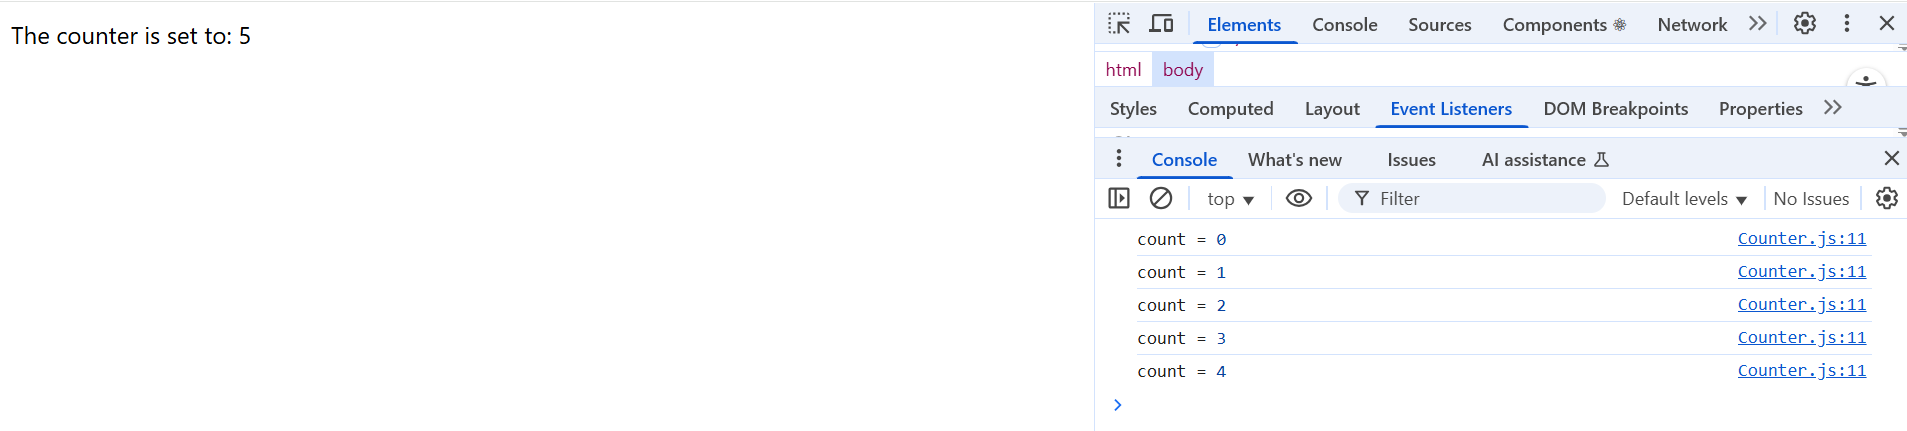 The counter is set to: 5
Elements Console Sources Components Network
html body
Styles Computed Layout Event Listeners DOM Breakpoints Properties
Console What's new Issues AI assistance
top Filter Default levels No Issues
count = 0 Counter.js:11
count = 1 Counter.js:11
count = 2 Counter.js:11
count = 3 Counter.js:11
count = 4 Counter.js:11